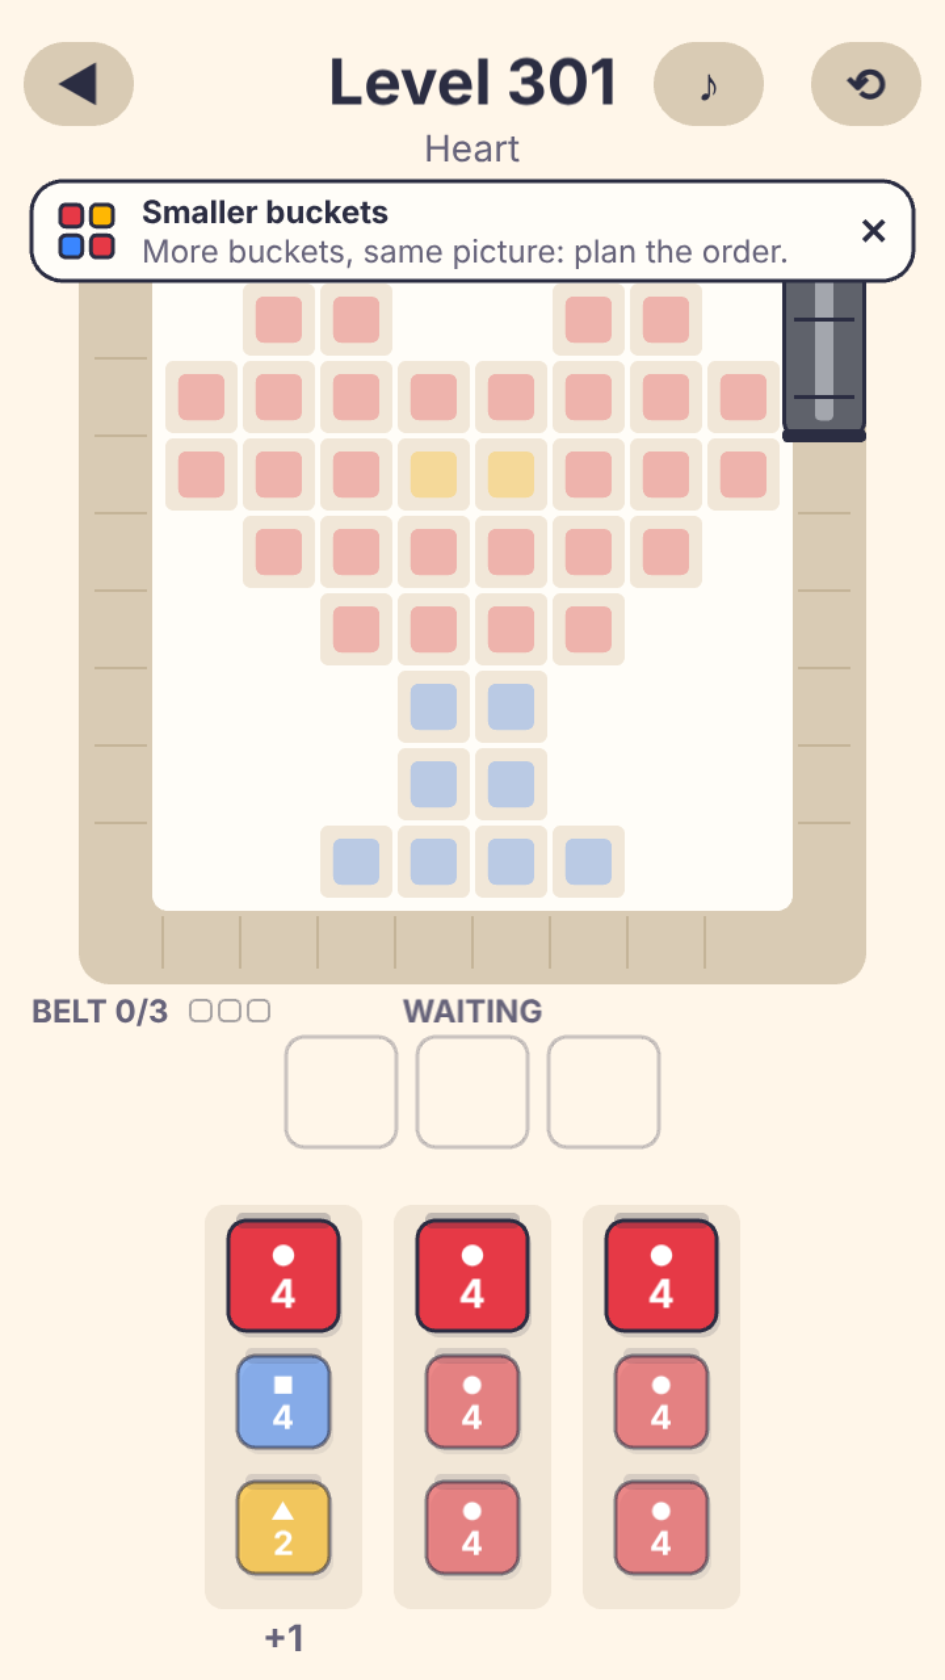 Level 301
Heart
Smaller buckets
More buckets, same picture: plan the order.
BELT 0/3
WAITING
4 4 4
4 4 4
2 4 4
+1